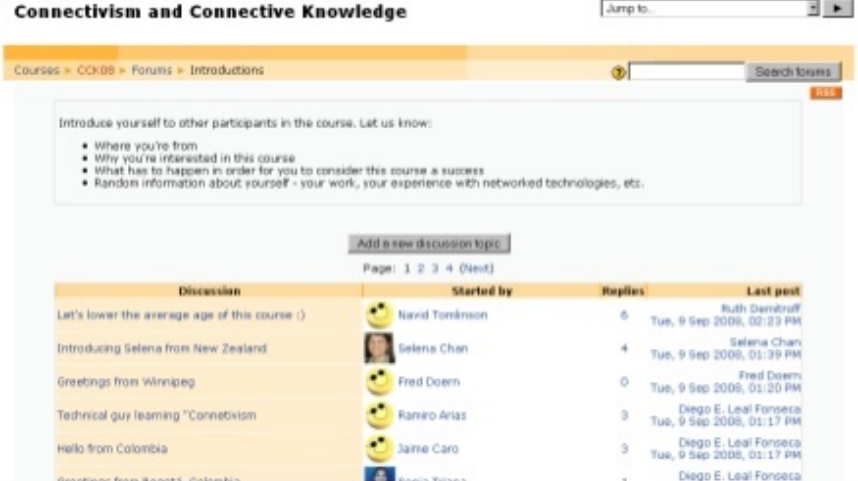 Connectivism and Connective Knowledge
Jump to...
Courses ► CCK08 ► Forums ► Introductions
Search forums
RSS
Introduce yourself to other participants in the course. Let us know:
• Where you're from
• Why you're interested in this course
• What has to happen in order for you to consider this course a success
• Random information about yourself - your work, your experience with networked technologies, etc.
Add a new discussion topic
Page: 1 2 3 4 (Next)
Discussion Started by Replies Last post
Let's lower the average age of this course :) Navid Tomlinson 6 Ruth Demitroff
Tue, 9 Sep 2008, 02:23 PM
Introducing Selena from New Zealand Selena Chan 4 Selena Chan
Tue, 9 Sep 2008, 01:39 PM
Greetings from Winnipeg Fred Doern 0 Fred Doern
Tue, 9 Sep 2008, 01:20 PM
Technical guy learning "Connetivism Ramiro Arias 3 Diego E. Leal Fonseca
Tue, 9 Sep 2008, 01:17 PM
Hello from Colombia Jaime Caro 3 Diego E. Leal Fonseca
Tue, 9 Sep 2008, 01:17 PM
Greetings from Bogotá, Colombia Sonia Triana 1 Diego E. Leal Fonseca